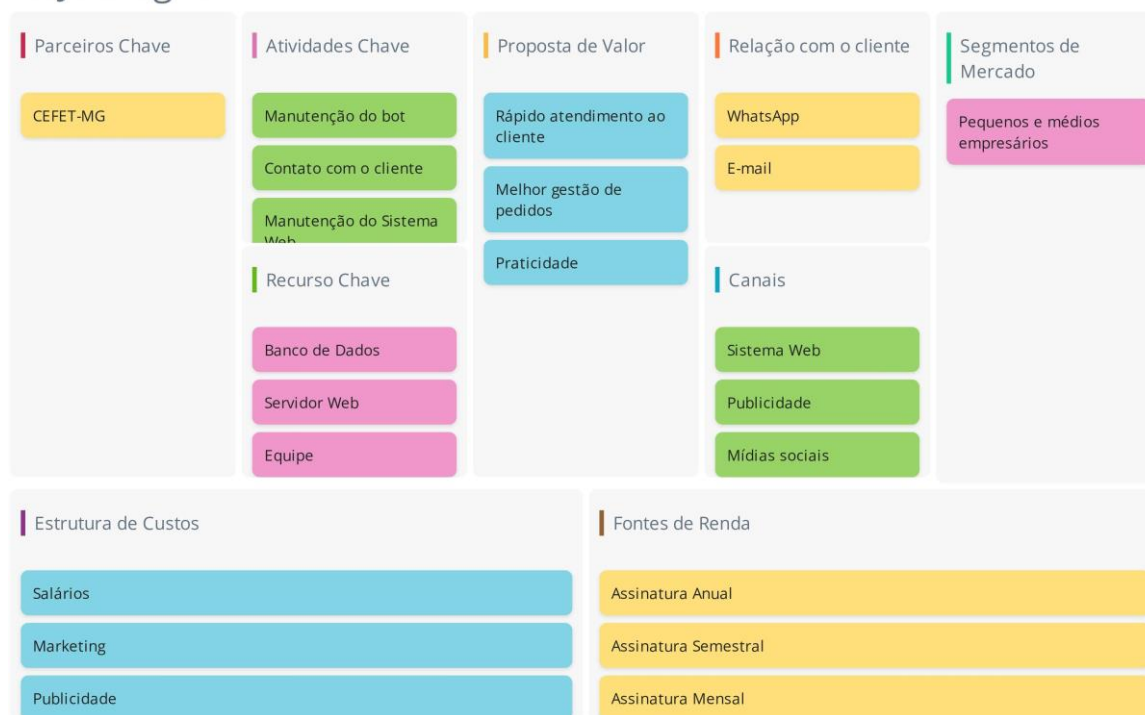 Parceiros Chave
CEFET-MG
Atividades Chave
Manutenção do bot
Contato com o cliente
Manutenção do Sistema
Web
Recurso Chave
Banco de Dados
Servidor Web
Equipe
Proposta de Valor
Rápido atendimento ao
cliente
Melhor gestão de
pedidos
Praticidade
Relação com o cliente
WhatsApp
E-mail
Canais
Sistema Web
Publicidade
Mídias sociais
Segmentos de
Mercado
Pequenos e médios
empresários
Estrutura de Custos
Salários
Marketing
Publicidade
Fontes de Renda
Assinatura Anual
Assinatura Semestral
Assinatura Mensal